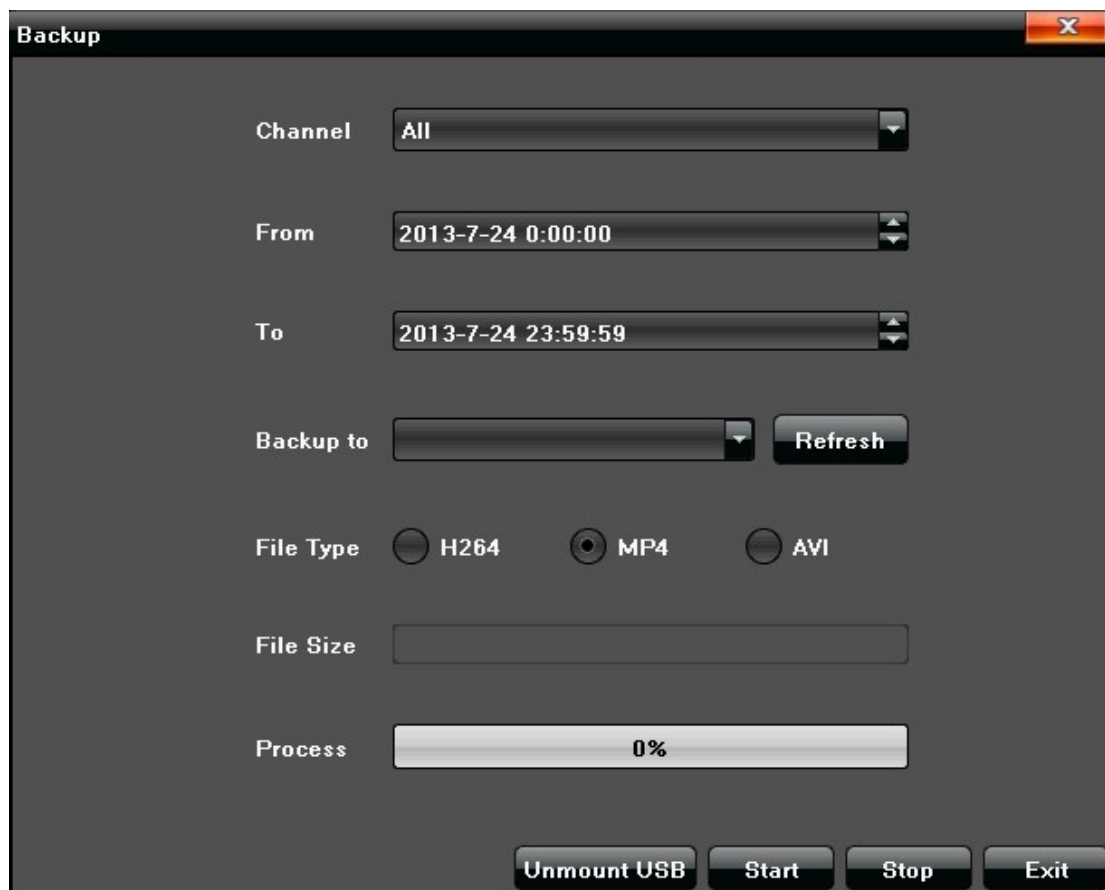 Backup
X
Channel All
From 2013-7-24 0:00:00
To 2013-7-24 23:59:59
Backup to Refresh
File Type H264 MP4 AVI
File Size
Process 0%
Unmount USB Start Stop Exit